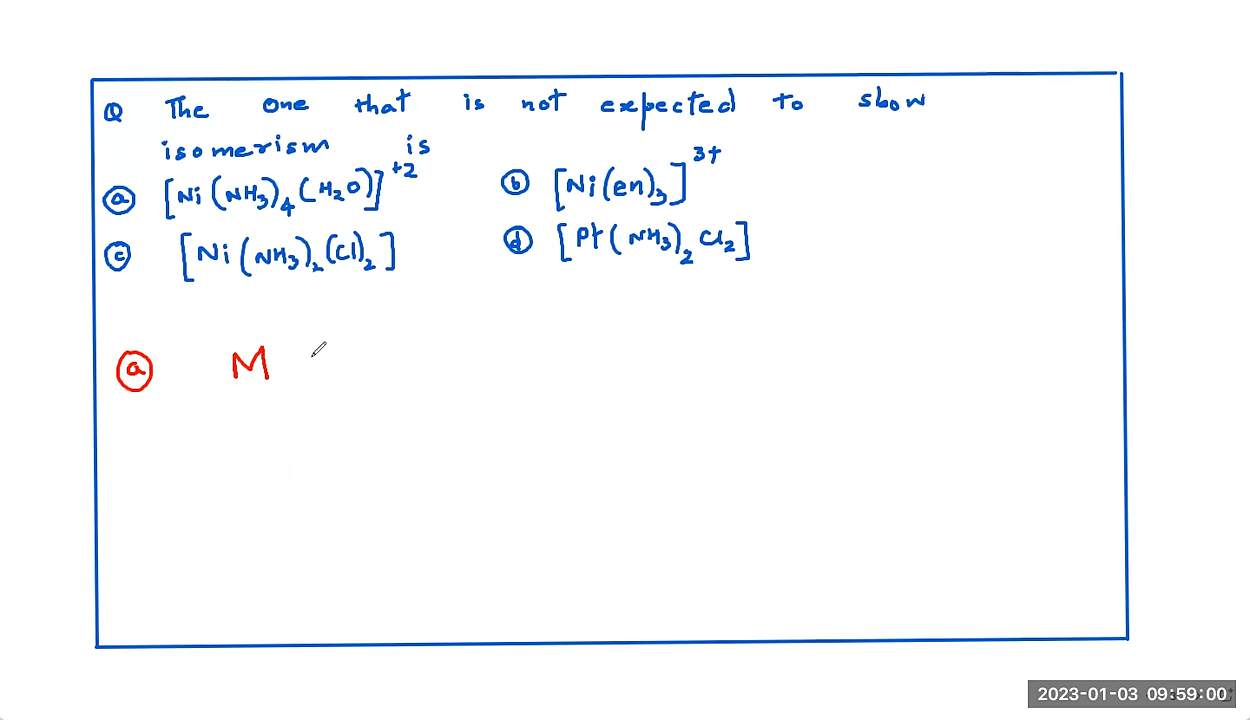 Q The one that is not expected to show
isomerism is
(a) [Ni(NH₃)₄(H₂O)]⁺² (b) [Ni(en)₃]³⁺
(c) [Ni(NH₃)₂(Cl)₂] (d) [Pt(NH₃)₂Cl₂]
(a) M
2023-01-03 09:59:00